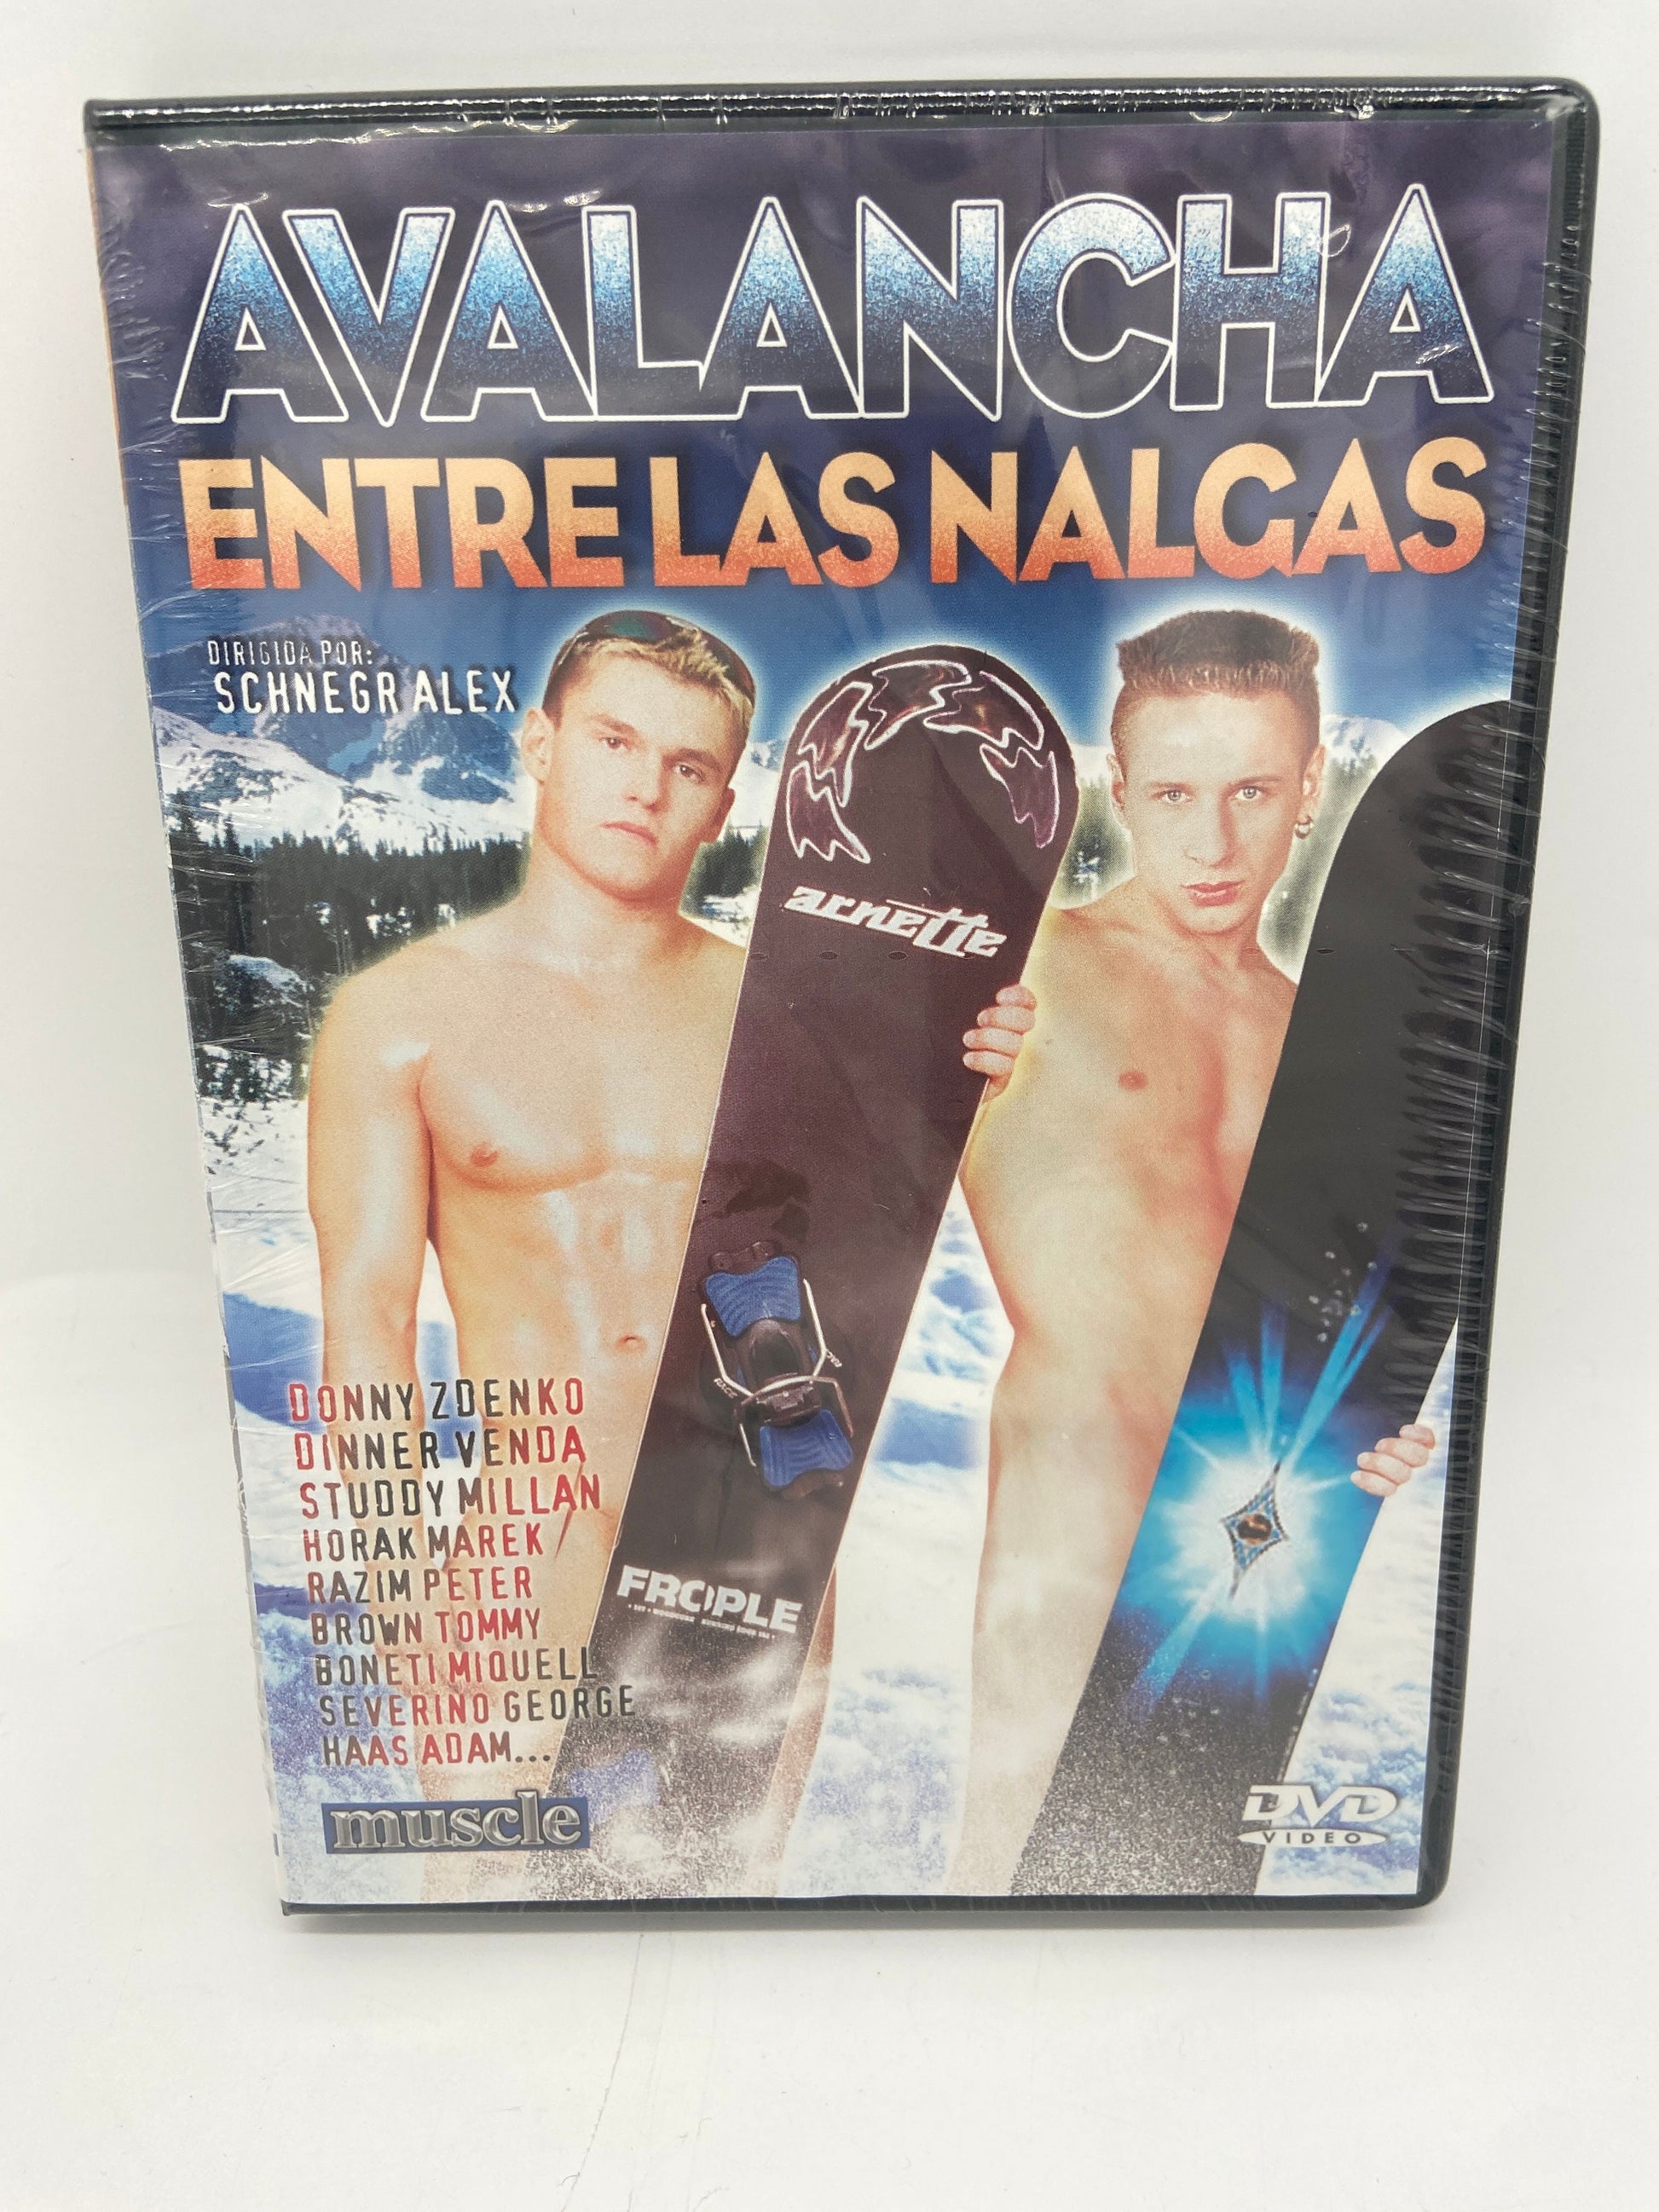 AVALANCHA
ENTRE LAS NALGAS
DIRIGIDA POR:
SCHNEGR ALEX
arnette
DONNY ZDENKO
DINNER VENDA
STUDDY MILLAN
HORAK MAREK
RAZIM PETER
BROWN TOMMY
BONETI MIQUELL
SEVERINO GEORGE
HAAS ADAM...
FROPLE
muscle
DVD
VIDEO